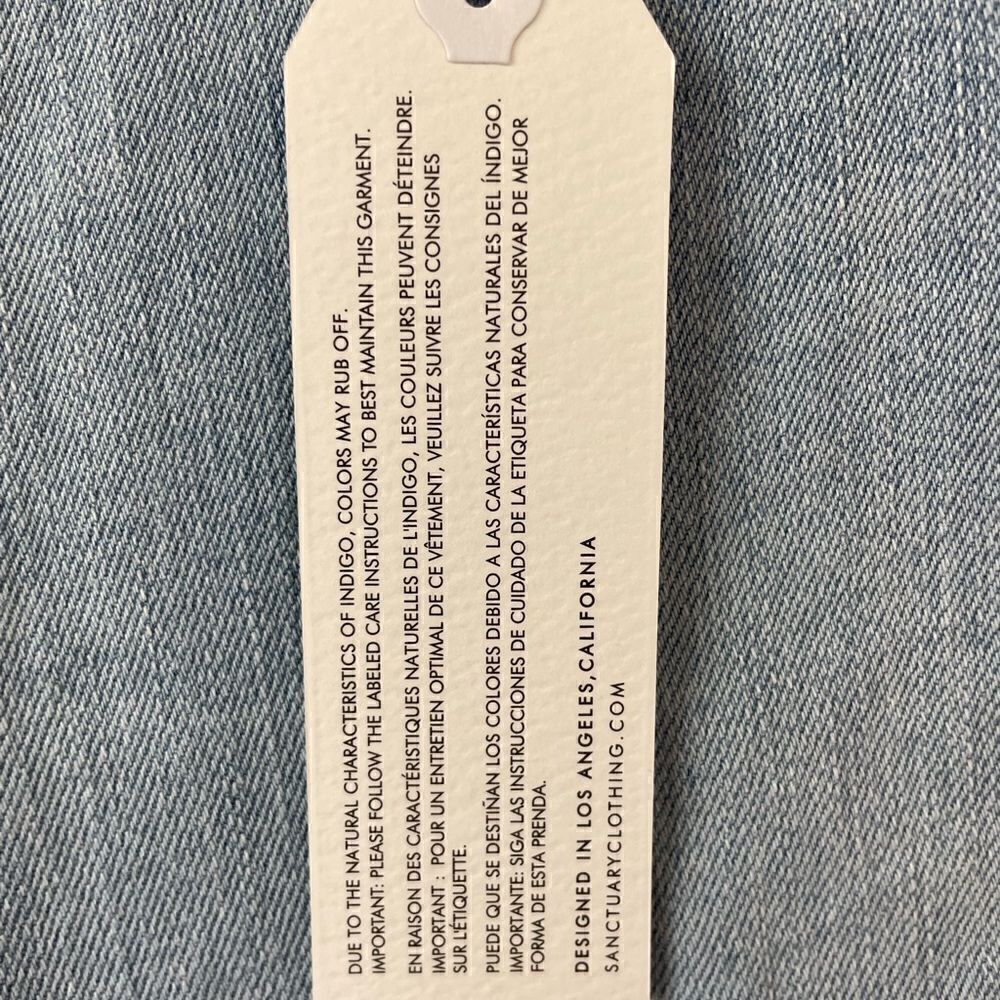 DUE TO THE NATURAL CHARACTERISTICS OF INDIGO, COLORS MAY RUB OFF.
IMPORTANT: PLEASE FOLLOW THE LABELED CARE INSTRUCTIONS TO BEST MAINTAIN THIS GARMENT.
EN RAISON DES CARACTÉRISTIQUES NATURELLES DE L'INDIGO, LES COULEURS PEUVENT DÉTEINDRE.
IMPORTANT : POUR UN ENTRETIEN OPTIMAL DE CE VÊTEMENT, VEUILLEZ SUIVRE LES CONSIGNES
SUR L'ÉTIQUETTE.
PUEDE QUE SE DESTIÑAN LOS COLORES DEBIDO A LAS CARACTERÍSTICAS NATURALES DEL ÍNDIGO.
IMPORTANTE: SIGA LAS INSTRUCCIONES DE CUIDADO DE LA ETIQUETA PARA CONSERVAR DE MEJOR
FORMA DE ESTA PRENDA.
DESIGNED IN LOS ANGELES,CALIFORNIA
SANCTUARYCLOTHING.COM